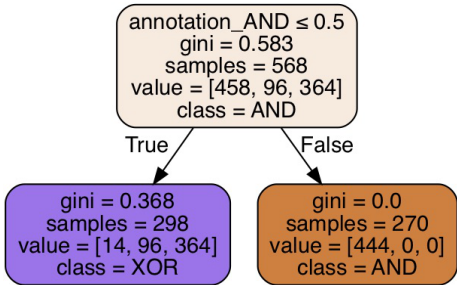 annotation_AND ≤ 0.5
gini = 0.583
samples = 568
value = [458, 96, 364]
class = AND
True
False
gini = 0.368
samples = 298
value = [14, 96, 364]
class = XOR
gini = 0.0
samples = 270
value = [444, 0, 0]
class = AND